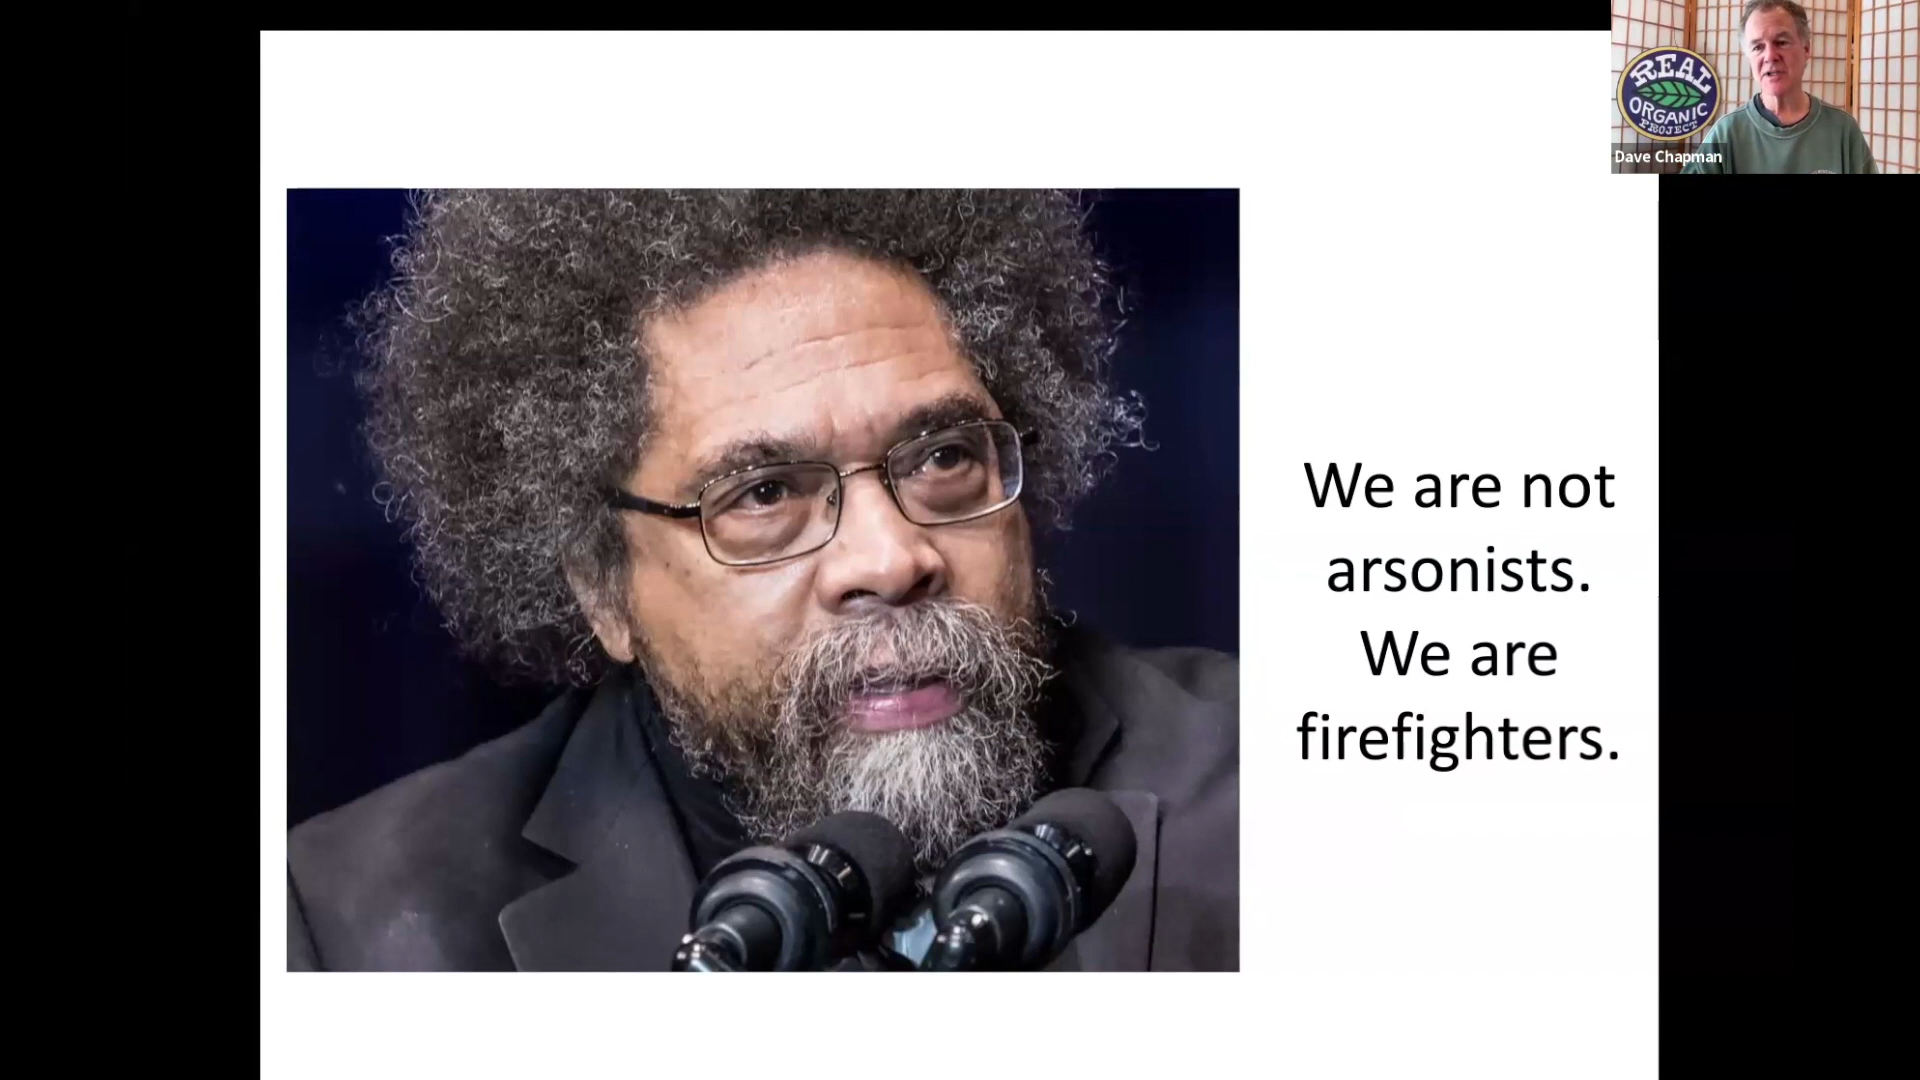 REAL
ORGANIC
PROJECT
Dave Chapman
We are not
arsonists.
We are
firefighters.